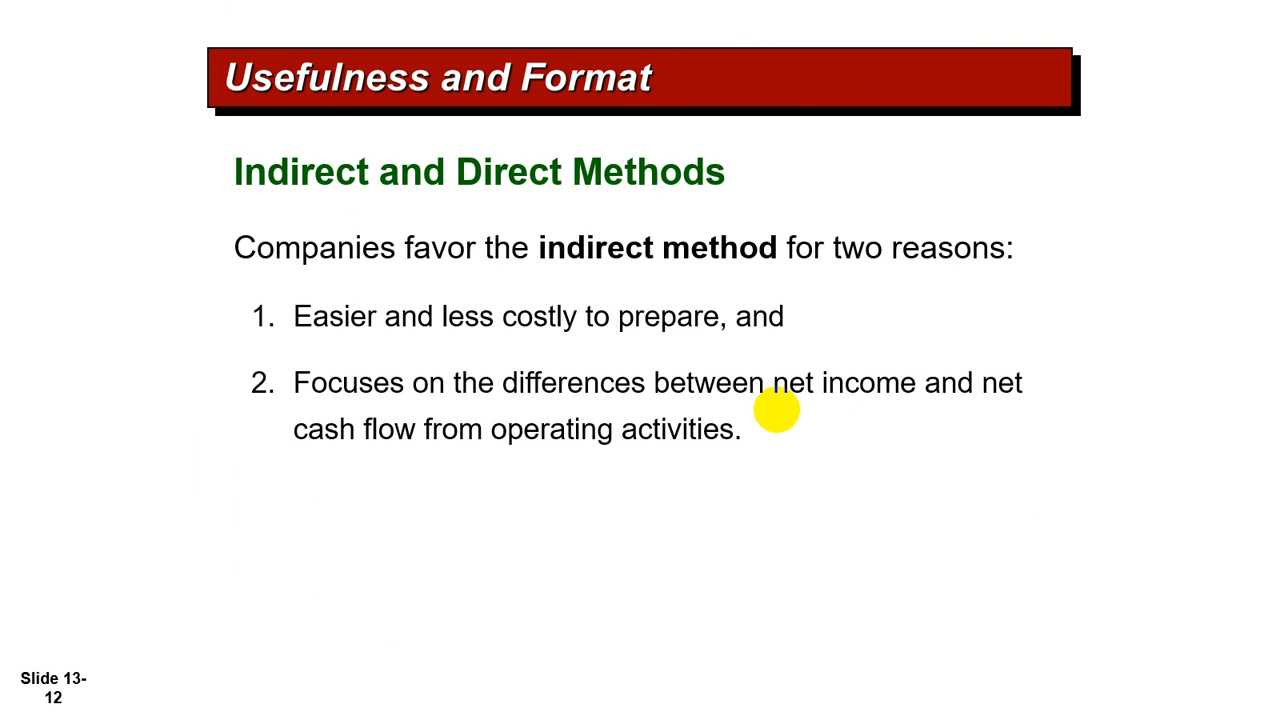 Usefulness and Format
Indirect and Direct Methods
Companies favor the indirect method for two reasons:
1. Easier and less costly to prepare, and
2. Focuses on the differences between net income and net
cash flow from operating activities.
Slide 13-
12